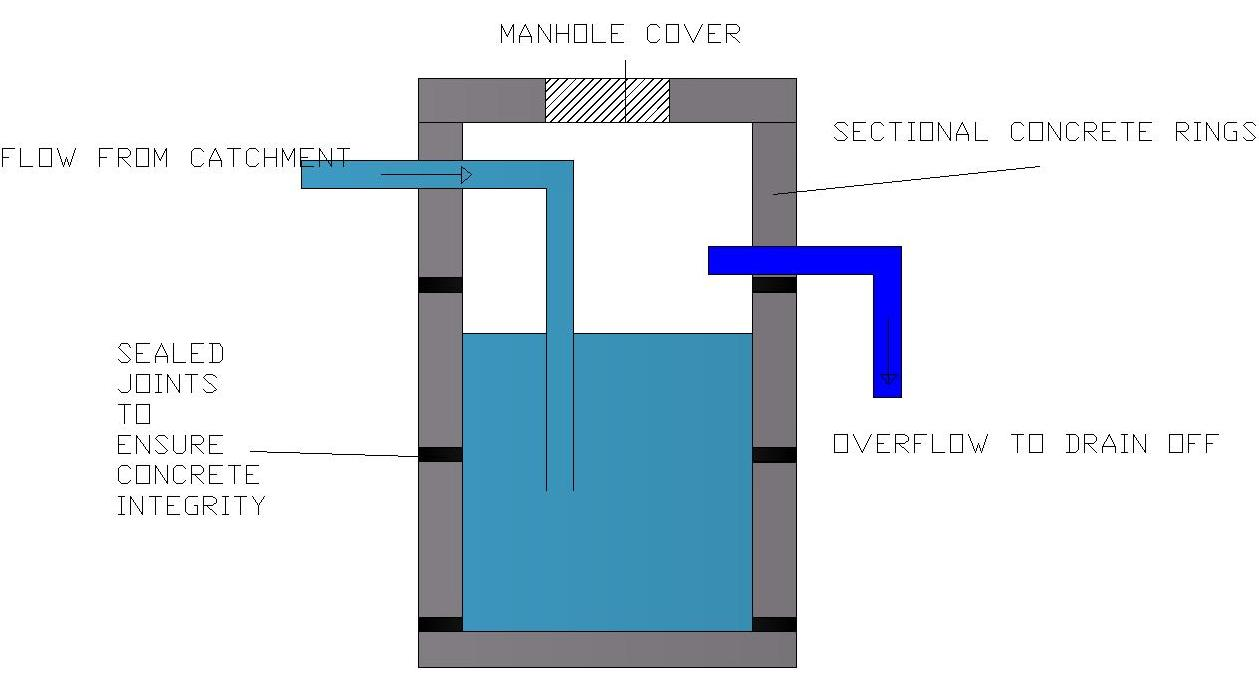 MANHOLE COVER
SECTIONAL CONCRETE RINGS
FLOW FROM CATCHMENT
SEALED
JOINTS
TO
ENSURE
CONCRETE
INTEGRITY
OVERFLOW TO DRAIN OFF